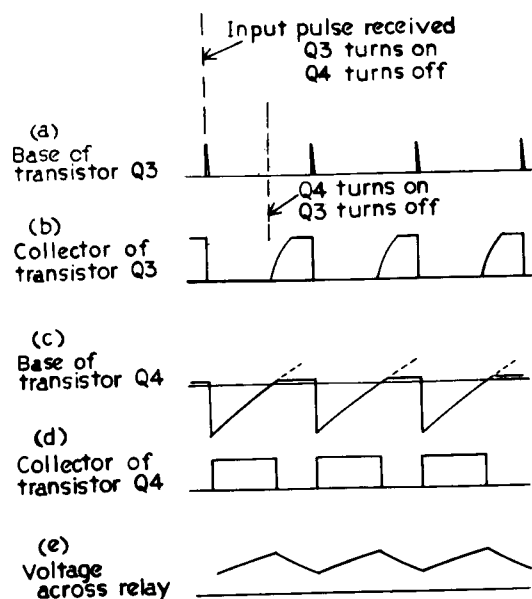 Input pulse received
Q3 turns on
Q4 turns off
(a)
Base of
transistor Q3
Q4 turns on
Q3 turns off
(b)
Collector of
transistor Q3
(c)
Base of
transistor Q4
(d)
Collector of
transistor Q4
(e)
Voltage
across relay